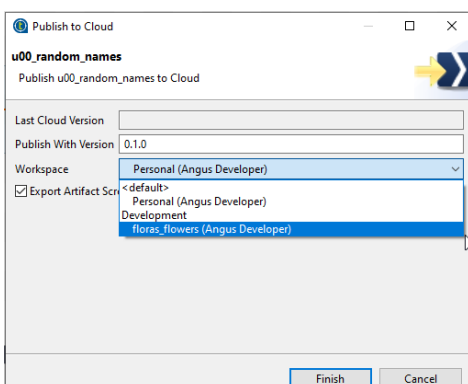 Publish to Cloud
u00_random_names
Publish u00_random_names to Cloud
Last Cloud Version
Publish With Version 0.1.0
Workspace Personal (Angus Developer)
Export Artifact
<default>
Personal (Angus Developer)
Development
floras_flowers (Angus Developer)
Finish Cancel